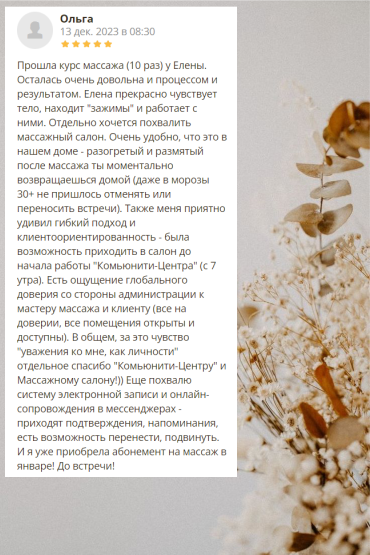 Ольга
13 дек. 2023 в 08:30
Прошла курс массажа (10 раз) у Елены.
Осталась очень довольна и процессом и
результатом. Елена прекрасно чувствует
тело, находит "зажимы" и работает с
ними. Отдельно хочется похвалить
массажный салон. Очень удобно, что это в
нашем доме - разогретый и размятый
после массажа ты моментально
возвращаешься домой (даже в морозы
30+ не пришлось отменять или
переносить встречи). Также меня приятно
удивил гибкий подход и
клиентоориентированность - была
возможность приходить в салон до
начала работы "Комьюнити-Центра" (с 7
утра). Есть ощущение глобального
доверия со стороны администрации к
мастеру массажа и клиенту (все на
доверии, все помещения открыты и
доступны). В общем, за это чувство
"уважения ко мне, как личности"
отдельное спасибо "Комьюнити-Центру" и
Массажному салону!)) Еще похвалю
систему электронной записи и онлайн-
сопровождения в мессенджерах -
приходят подтверждения, напоминания,
есть возможность перенести, подвинуть.
И я уже приобрела абонемент на массаж в
январе! До встречи!